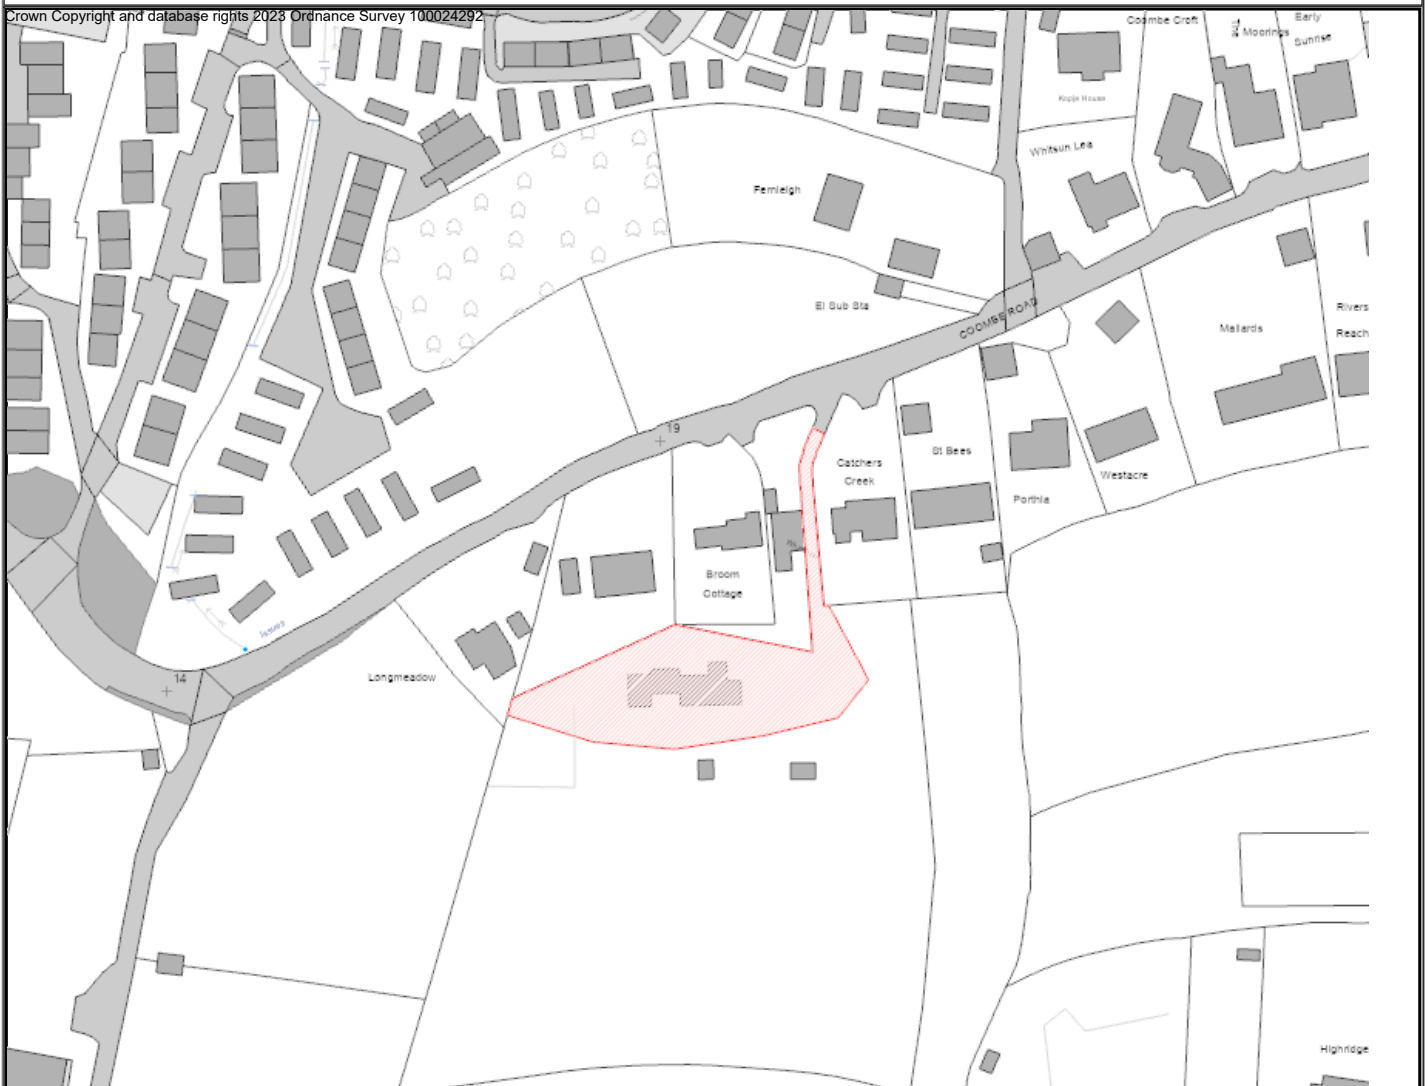 Crown Copyright and database rights 2023 Ordnance Survey 100024292
Coombe Croft
Moorings
Early
Sunrise
Kopje House
Whitsun Lea
Fernleigh
El Sub Sta
COOMBE ROAD
Mallards
Rivers
Reach
19
Catchers
Creek
St Bees
Porthia
Westacre
Broom
Cottage
Issues
Longmeadow
14
Highridge